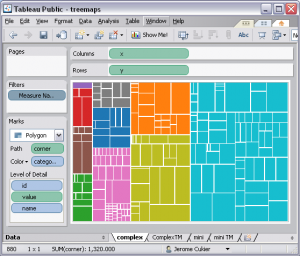 Tableau Public - treemaps
File Edit View Format Data Analysis Table Window Help
Show Me!
Abc
Pages
Columns x
Rows y
Filters
Measure Na..
Marks
Polygon
Path corner
Color catego...
Level of Detail
id
value
name
Data
complex ComplexTM mini mini TM
880 1 x 1 SUM(corner): 1,320.000 Jerome Cukier